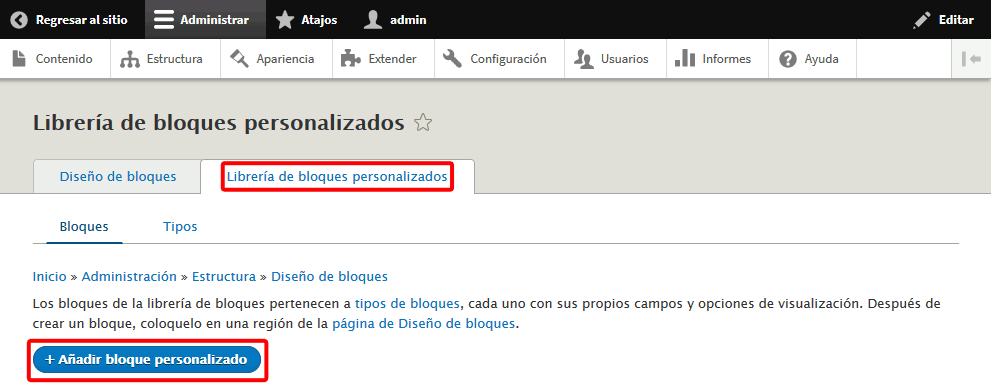 Regresar al sitio Administrar Atajos admin Editar
Contenido Estructura Apariencia Extender Configuración Usuarios Informes Ayuda
Librería de bloques personalizados
Diseño de bloques Librería de bloques personalizados
Bloques Tipos
Inicio » Administración » Estructura » Diseño de bloques
Los bloques de la librería de bloques pertenecen a tipos de bloques, cada uno con sus propios campos y opciones de visualización. Después de
crear un bloque, coloquelo en una región de la página de Diseño de bloques.
+ Añadir bloque personalizado